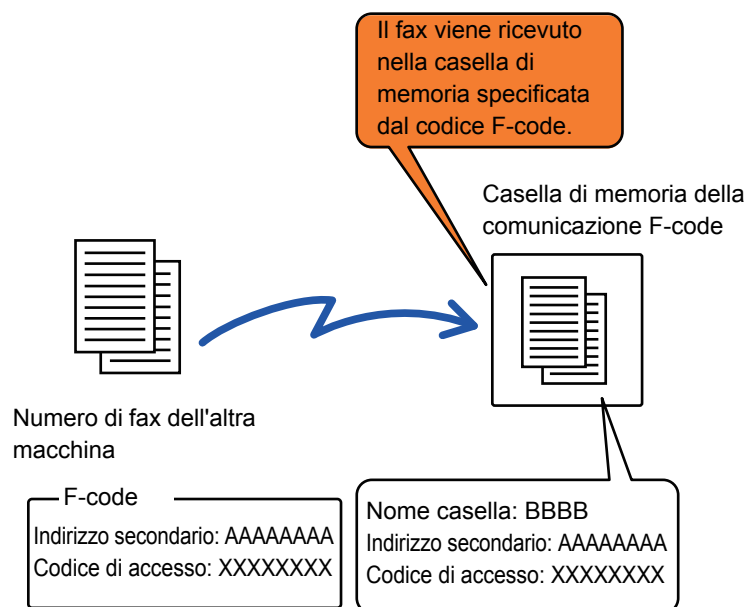 Il fax viene ricevuto
nella casella di
memoria specificata
dal codice F-code.
Casella di memoria della
comunicazione F-code
Numero di fax dell'altra
macchina
F-code
Indirizzo secondario: AAAAAAAA
Codice di accesso: XXXXXXXX
Nome casella: BBBB
Indirizzo secondario: AAAAAAAA
Codice di accesso: XXXXXXXX